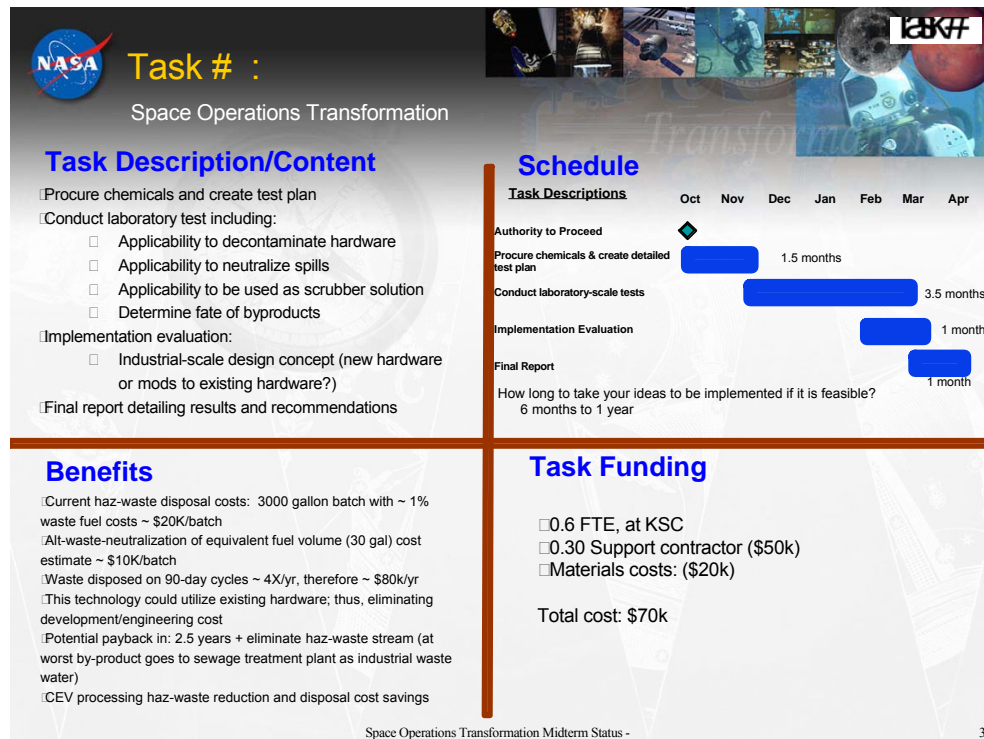 NASA
Task # :
Task#
Space Operations Transformation
Transformation
Task Description/Content
Procure chemicals and create test plan
Conduct laboratory test including:
Applicability to decontaminate hardware
Applicability to neutralize spills
Applicability to be used as scrubber solution
Determine fate of byproducts
Implementation evaluation:
Industrial-scale design concept (new hardware
or mods to existing hardware?)
Final report detailing results and recommendations
Schedule
Task Descriptions
Oct Nov Dec Jan Feb Mar Apr
Authority to Proceed
Procure chemicals & create detailed
test plan
1.5 months
Conduct laboratory-scale tests
3.5 months
Implementation Evaluation
1 month
Final Report
1 month
How long to take your ideas to be implemented if it is feasible?
6 months to 1 year
Benefits
Current haz-waste disposal costs: 3000 gallon batch with ~ 1%
waste fuel costs ~ $20K/batch
Alt-waste-neutralization of equivalent fuel volume (30 gal) cost
estimate ~ $10K/batch
Waste disposed on 90-day cycles ~ 4X/yr, therefore ~ $80k/yr
This technology could utilize existing hardware; thus, eliminating
development/engineering cost
Potential payback in: 2.5 years + eliminate haz-waste stream (at
worst by-product goes to sewage treatment plant as industrial waste
water)
CEV processing haz-waste reduction and disposal cost savings
Task Funding
0.6 FTE, at KSC
0.30 Support contractor ($50k)
Materials costs: ($20k)
Total cost: $70k
Space Operations Transformation Midterm Status -
3